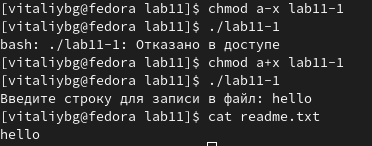 [vitaliybg@fedora lab11]$ chmod a-x lab11-1
[vitaliybg@fedora lab11]$ ./lab11-1
bash: ./lab11-1: Отказано в доступе
[vitaliybg@fedora lab11]$ chmod a+x lab11-1
[vitaliybg@fedora lab11]$ ./lab11-1
Введите строку для записи в файл: hello
[vitaliybg@fedora lab11]$ cat readme.txt
hello